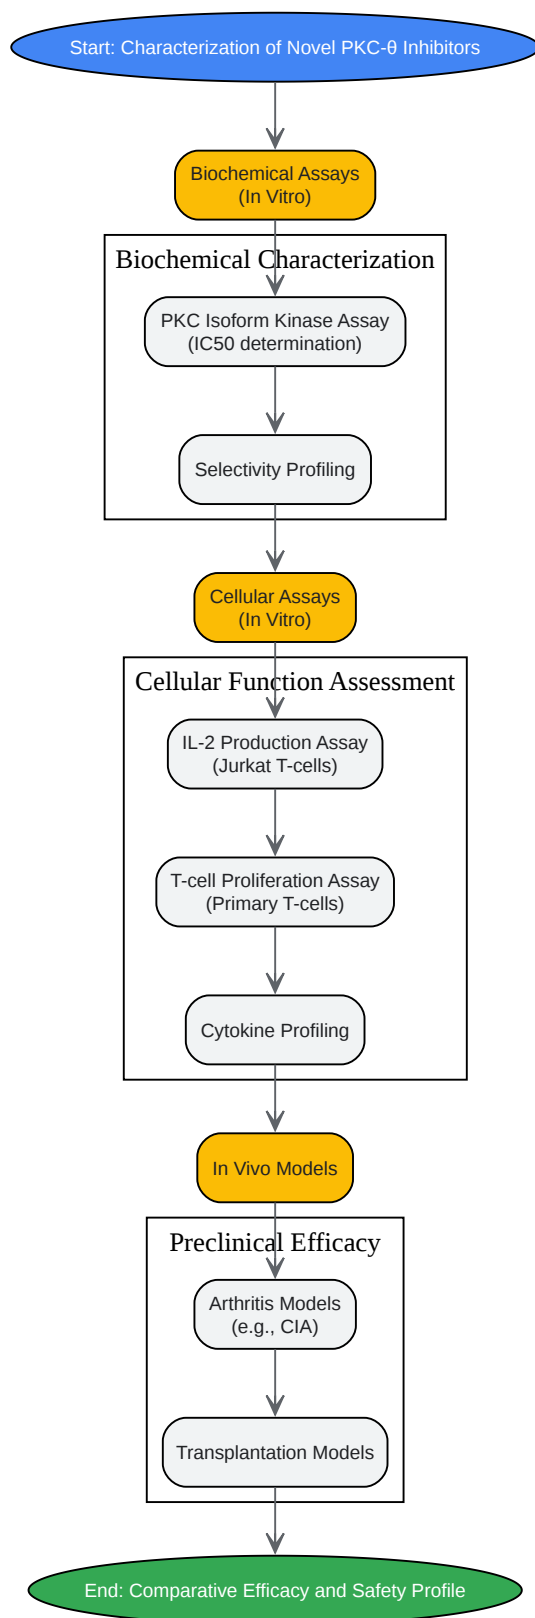 Start: Characterization of Novel PKC-θ Inhibitors
Biochemical Assays
(In Vitro)
Biochemical Characterization
PKC Isoform Kinase Assay
(IC50 determination)
Selectivity Profiling
Cellular Assays
(In Vitro)
Cellular Function Assessment
IL-2 Production Assay
(Jurkat T-cells)
T-cell Proliferation Assay
(Primary T-cells)
Cytokine Profiling
In Vivo Models
Preclinical Efficacy
Arthritis Models
(e.g., CIA)
Transplantation Models
End: Comparative Efficacy and Safety Profile